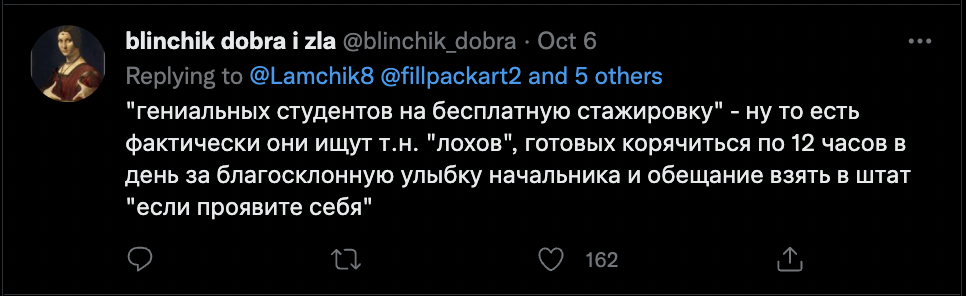 blinchik dobra i zla @blinchik_dobra · Oct 6
Replying to @Lamchik8 @fillpackart2 and 5 others
"гениальных студентов на бесплатную стажировку" - ну то есть
фактически они ищут т.н. "лохов", готовых корячиться по 12 часов в
день за благосклонную улыбку начальника и обещание взять в штат
"если проявите себя"
162